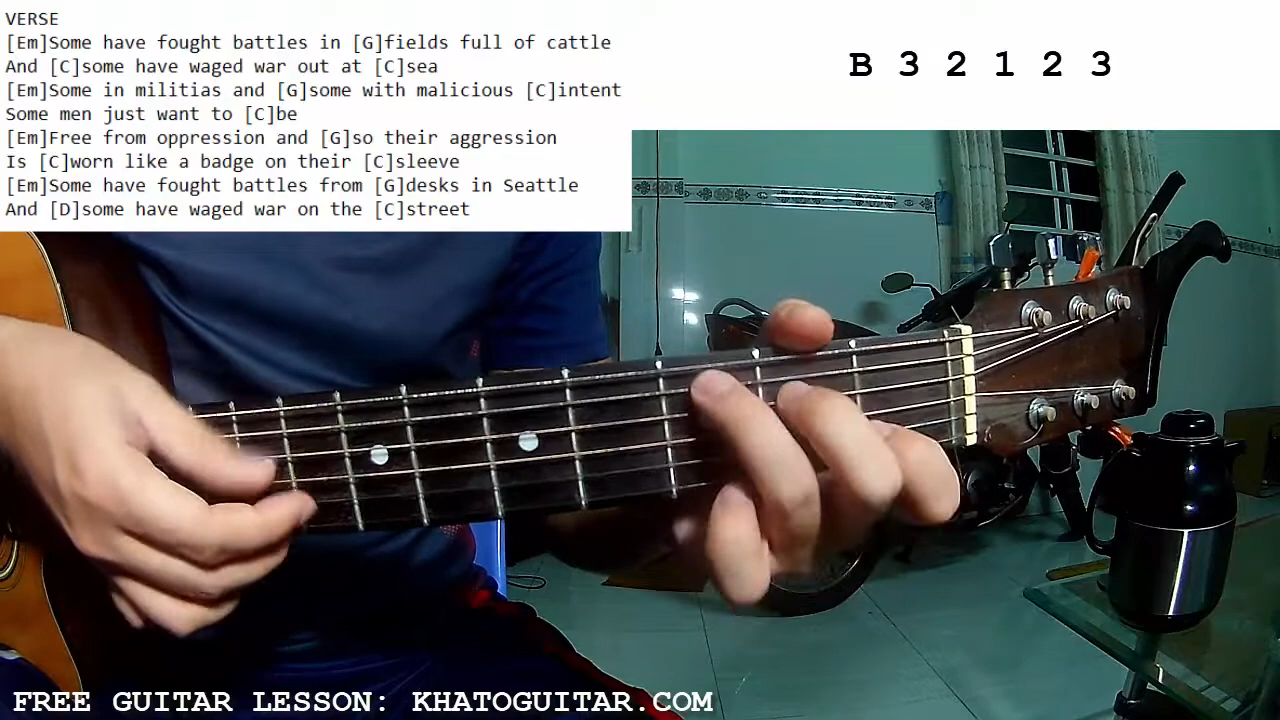 VERSE
[Em]Some have fought battles in [G]fields full of cattle
And [C]some have waged war out at [C]sea
[Em]Some in militias and [G]some with malicious [C]intent
Some men just want to [C]be
[Em]Free from oppression and [G]so their aggression
Is [C]worn like a badge on their [C]sleeve
[Em]Some have fought battles from [G]desks in Seattle
And [D]some have waged war on the [C]street
B 3 2 1 2 3
FREE GUITAR LESSON: KHATOGUITAR.COM